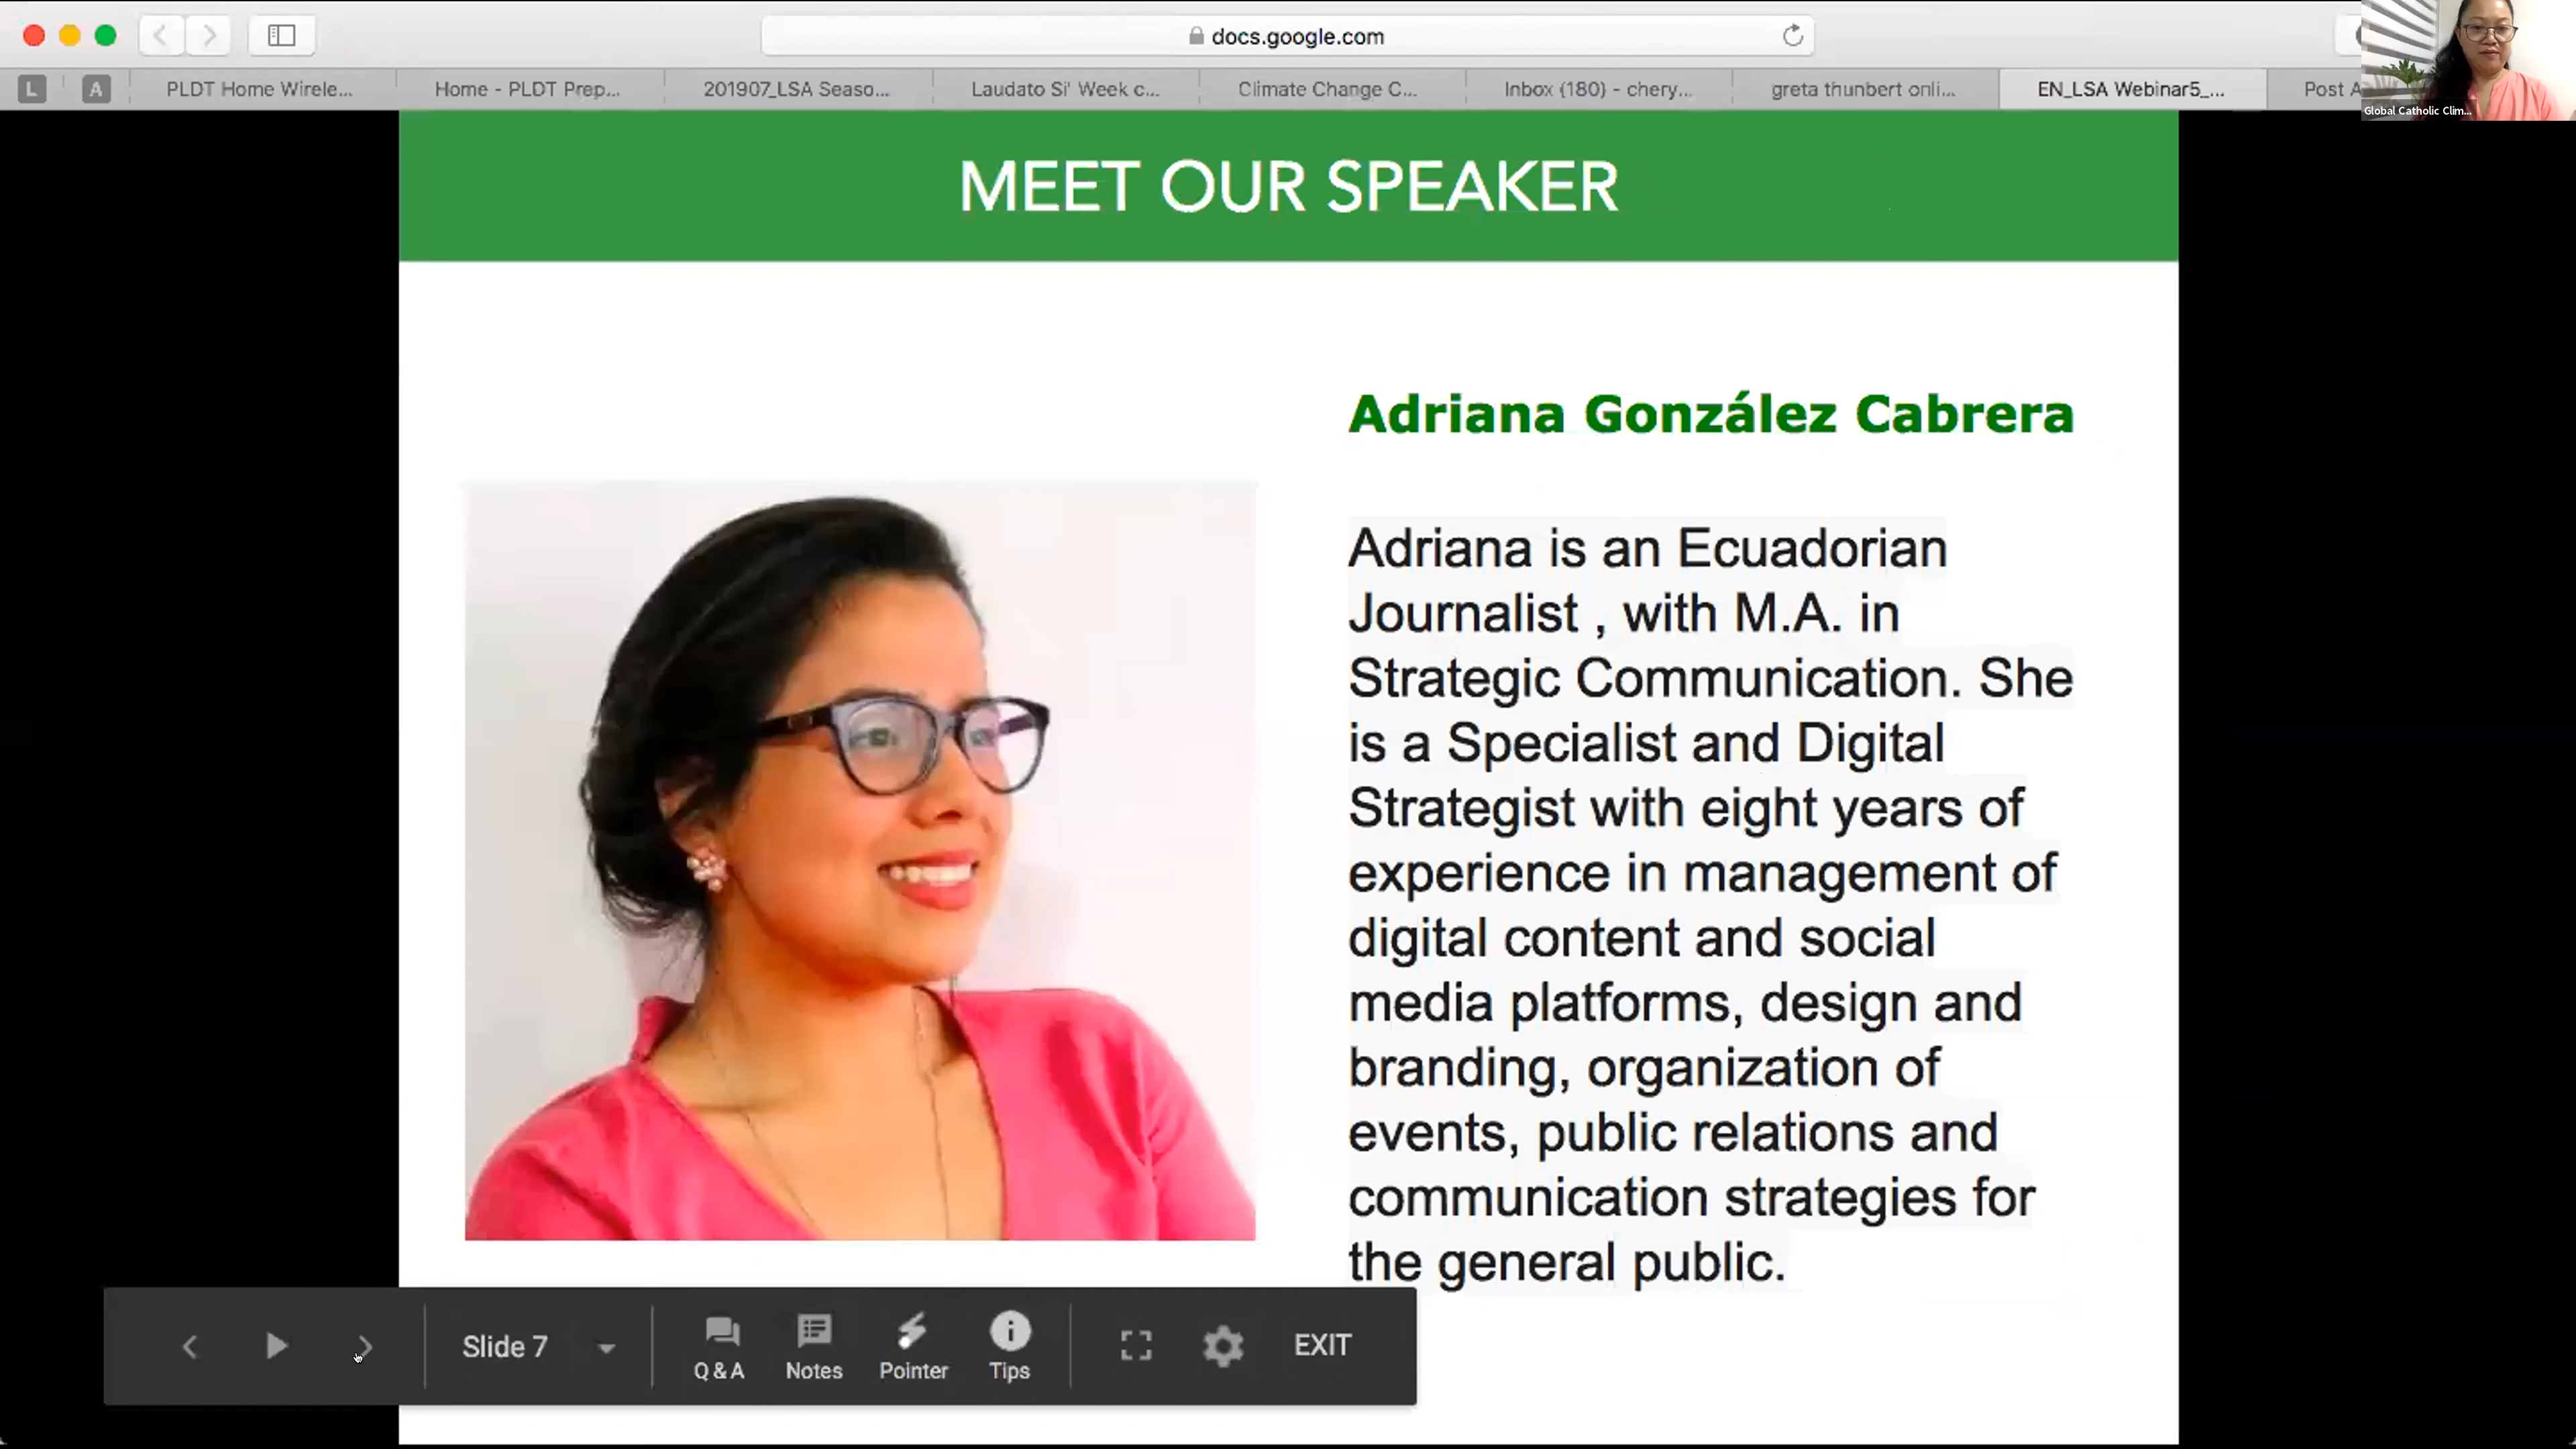 docs.google.com
L
A
PLDT Home Wirele...
Home - PLDT Prep...
201907_LSA Seaso...
Laudato Si' Week c...
Climate Change C...
Inbox (180) - chery...
greta thunbert onli...
EN_LSA Webinar5_...
Post A
Global Catholic Clim...
MEET OUR SPEAKER
Adriana González Cabrera
Adriana is an Ecuadorian
Journalist , with M.A. in
Strategic Communication. She
is a Specialist and Digital
Strategist with eight years of
experience in management of
digital content and social
media platforms, design and
branding, organization of
events, public relations and
communication strategies for
the general public.
Slide 7
Q & A
Notes
Pointer
Tips
EXIT